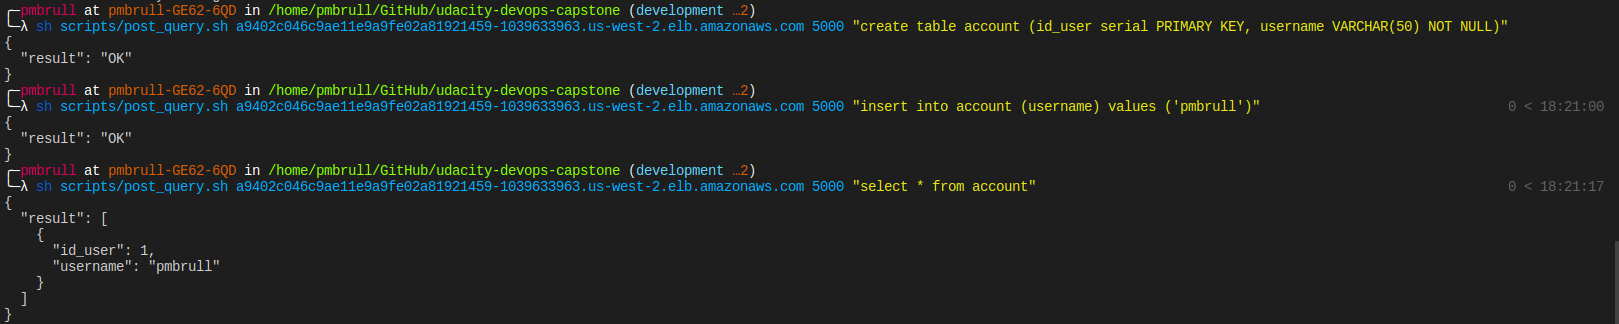 ╭─pmbrull at pmbrull-GE62-6QD in /home/pmbrull/GitHub/udacity-devops-capstone (development …2)
╰─λ sh scripts/post_query.sh a9402c046c9ae11e9a9fe02a81921459-1039633963.us-west-2.elb.amazonaws.com 5000 "create table account (id_user serial PRIMARY KEY, username VARCHAR(50) NOT NULL)"
{
  "result": "OK"
}
╭─pmbrull at pmbrull-GE62-6QD in /home/pmbrull/GitHub/udacity-devops-capstone (development …2)
╰─λ sh scripts/post_query.sh a9402c046c9ae11e9a9fe02a81921459-1039633963.us-west-2.elb.amazonaws.com 5000 "insert into account (username) values ('pmbrull')" 0 < 18:21:00
{
  "result": "OK"
}
╭─pmbrull at pmbrull-GE62-6QD in /home/pmbrull/GitHub/udacity-devops-capstone (development …2)
╰─λ sh scripts/post_query.sh a9402c046c9ae11e9a9fe02a81921459-1039633963.us-west-2.elb.amazonaws.com 5000 "select * from account" 0 < 18:21:17
{
  "result": [
    {
      "id_user": 1,
      "username": "pmbrull"
    }
  ]
}